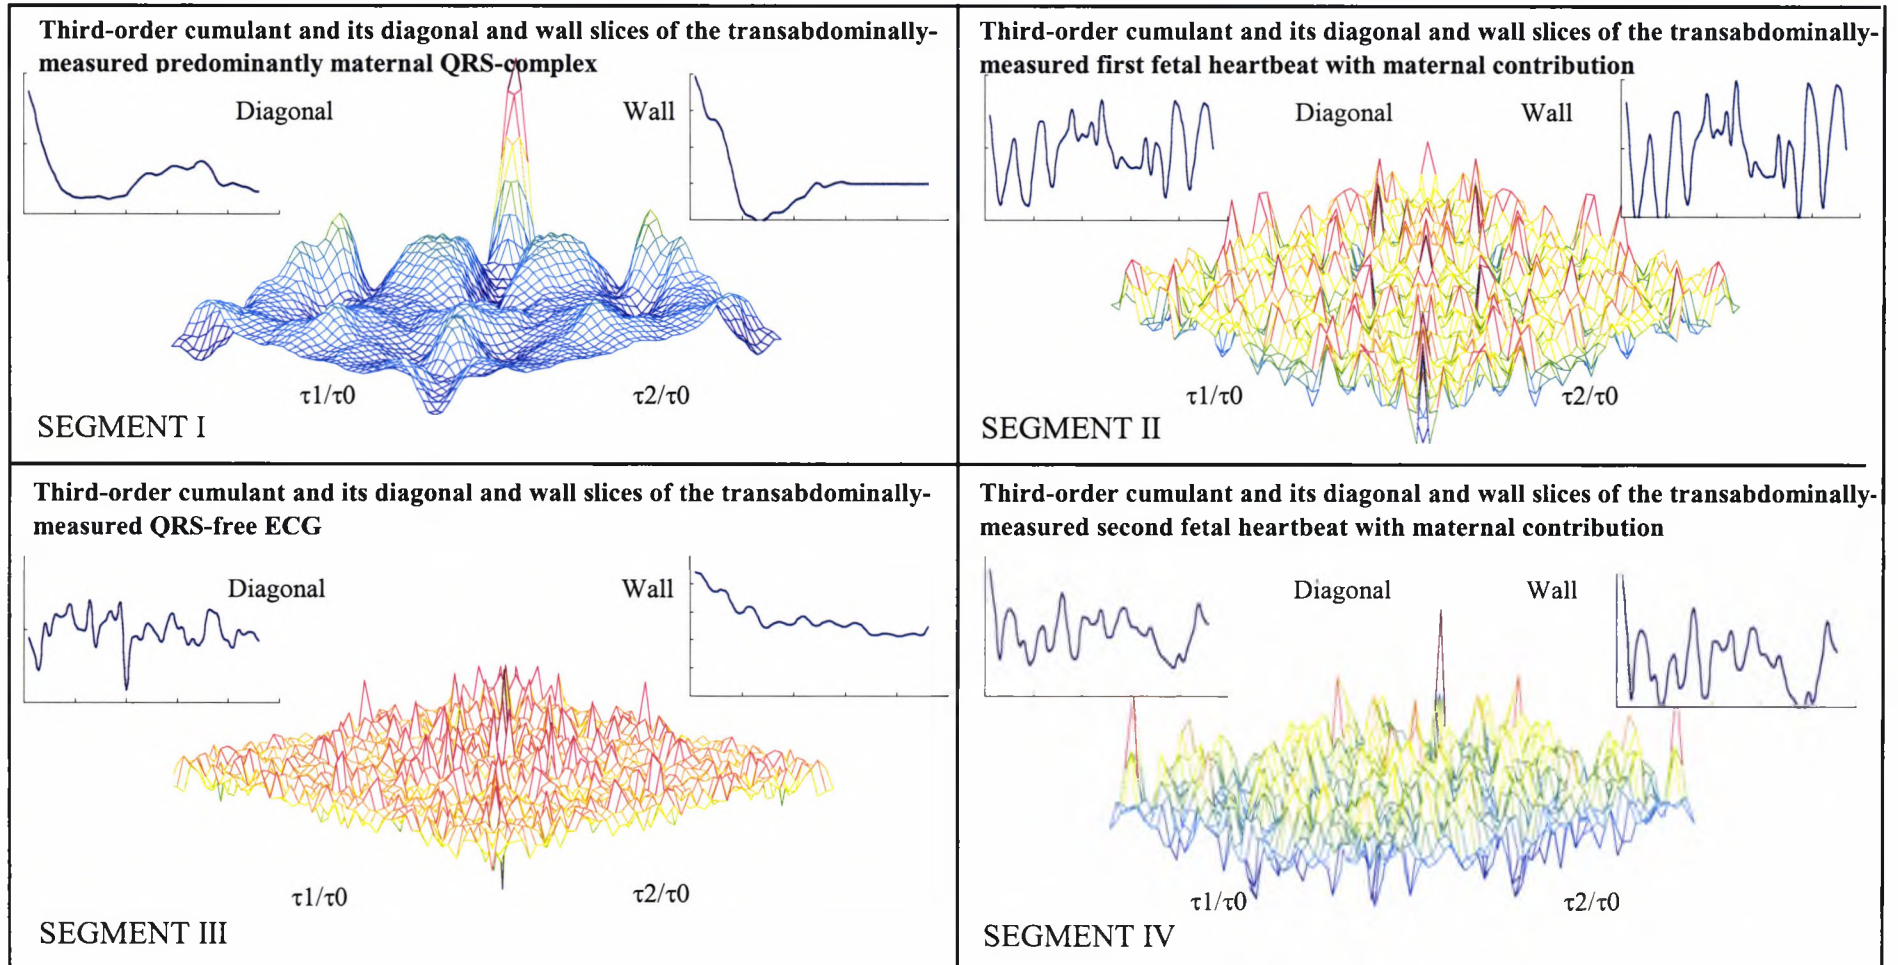 Third-order cumulant and its diagonal and wall slices of the transabdominally-
measured predominantly maternal QRS-complex
Diagonal
Wall
τ1/τ0
τ2/τ0
SEGMENT I
Third-order cumulant and its diagonal and wall slices of the transabdominally-
measured first fetal heartbeat with maternal contribution
Diagonal
Wall
τ1/τ0
τ2/τ0
SEGMENT II
Third-order cumulant and its diagonal and wall slices of the transabdominally-
measured QRS-free ECG
Diagonal
Wall
τ1/τ0
τ2/τ0
SEGMENT III
Third-order cumulant and its diagonal and wall slices of the transabdominally-
measured second fetal heartbeat with maternal contribution
Diagonal
Wall
τ1/τ0
τ2/τ0
SEGMENT IV